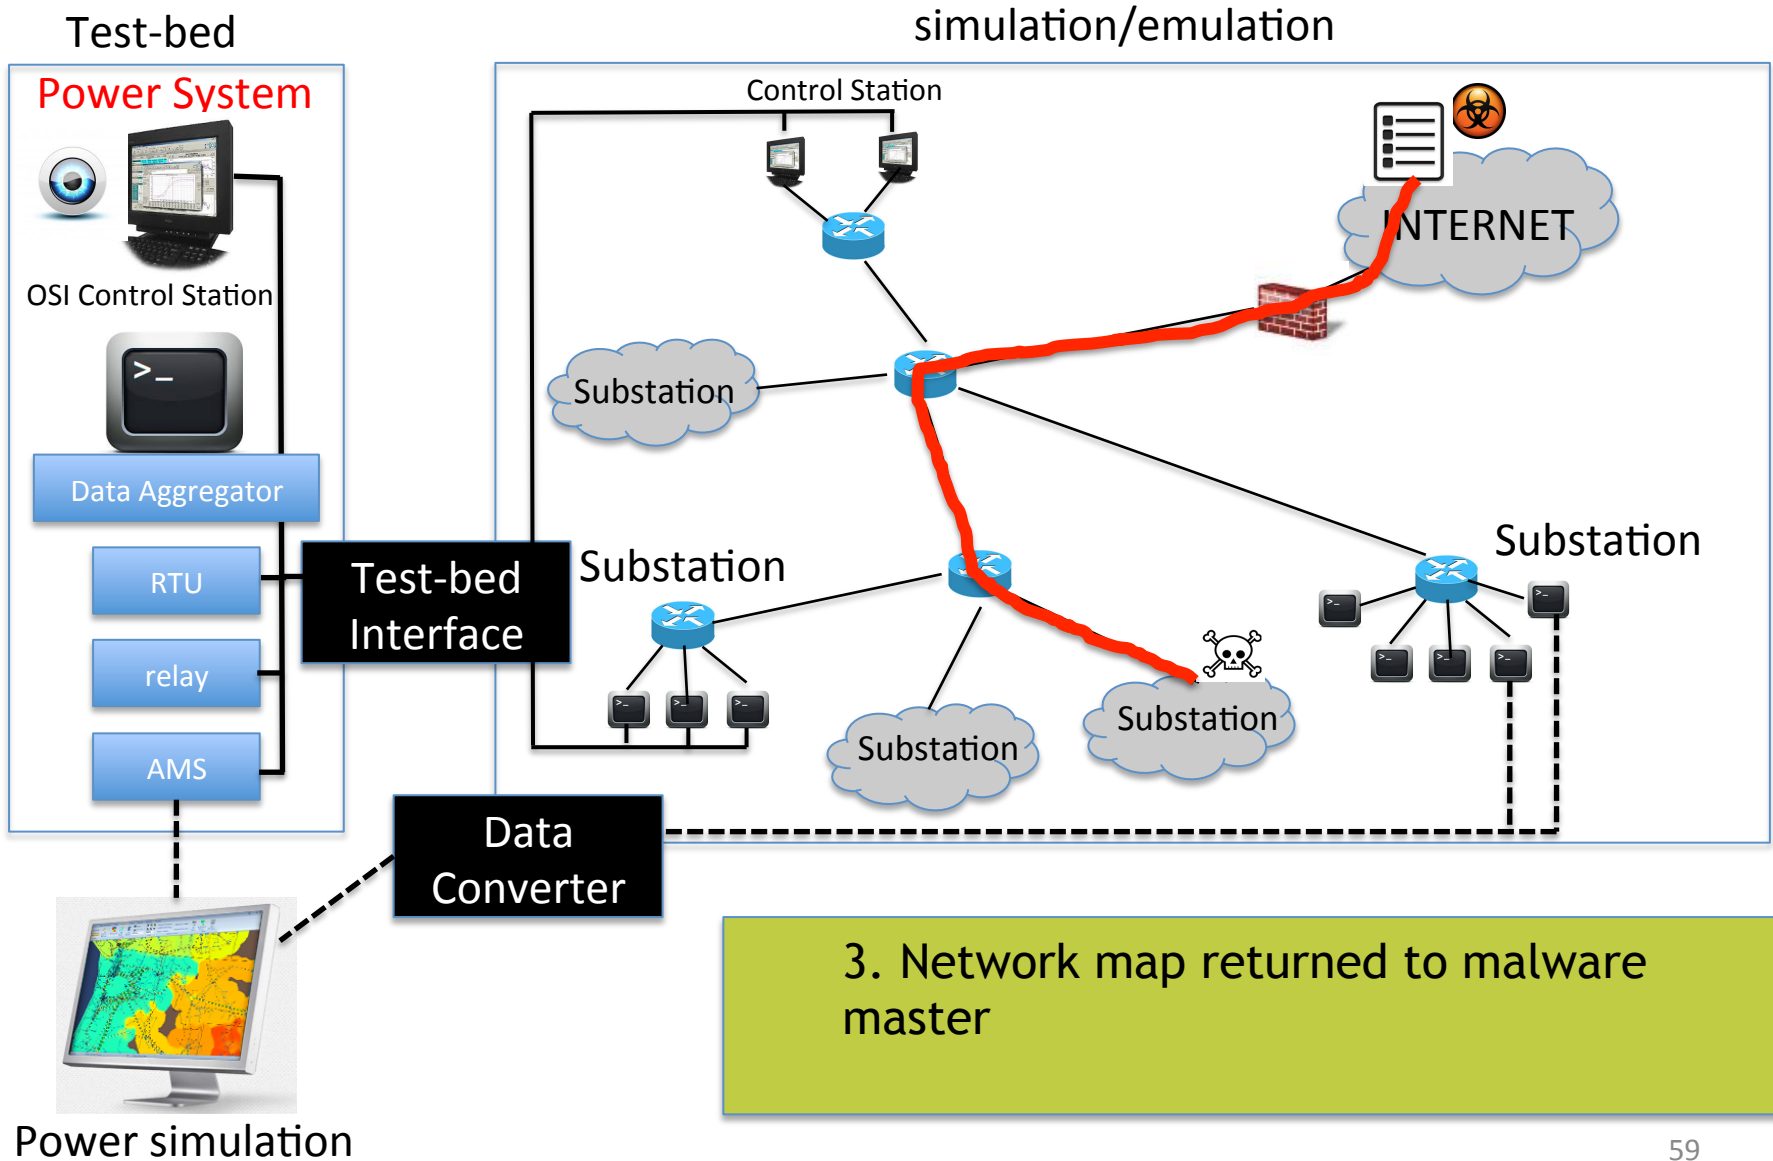 Test-bed
simulation/emulation
Power System
Control Station
INTERNET
OSI Control Station
>_
Substation
Data Aggregator
Substation
Substation
RTU
Test-bed
Interface
relay
Substation
Substation
AMS
>_
>_
>_
>_
>_
>_
>_
>_
Data
Converter
3. Network map returned to malware
master
Power simulation
59